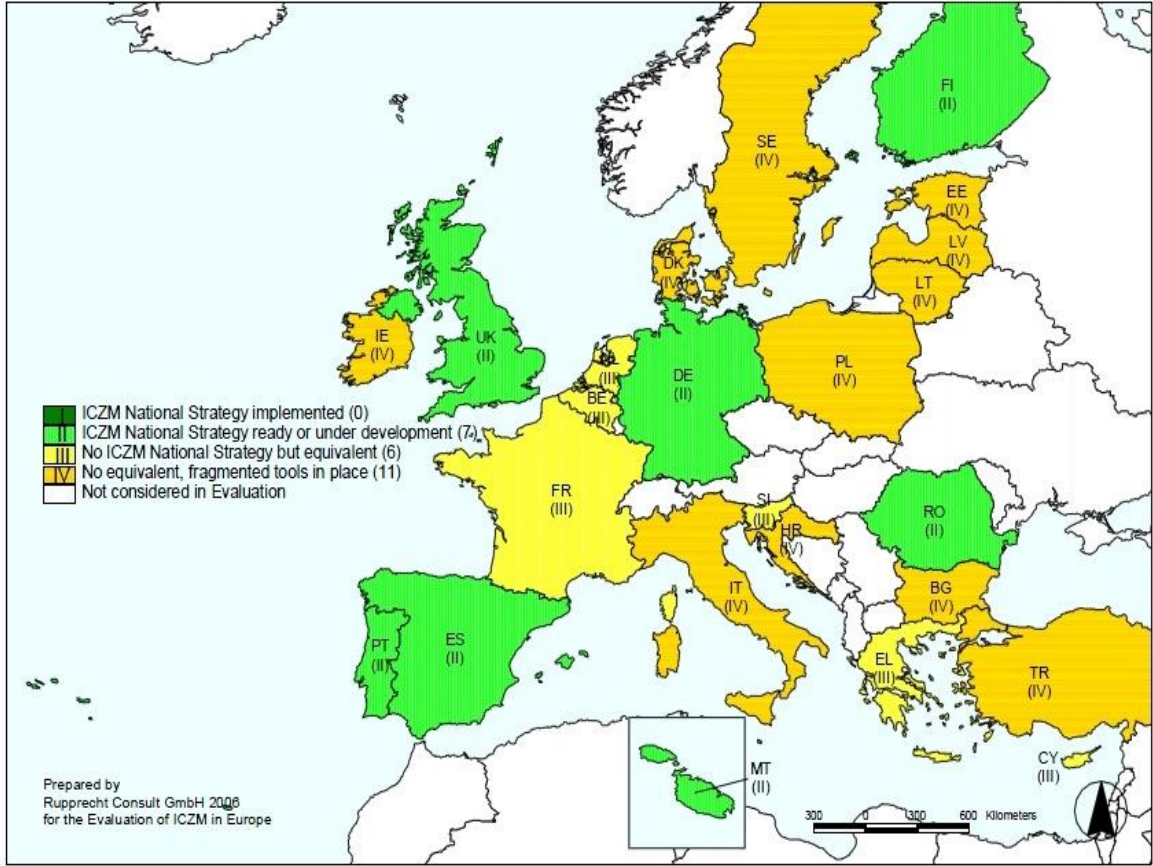 FI
(II)
SE
(IV)
EE
(IV)
LV
(IV)
DK
(IV)
LT
(IV)
IE
(IV)
UK
(II)
NL
(III)
DE
(II)
PL
(IV)
BE
(III)
I ICZM National Strategy implemented (0)
II ICZM National Strategy ready or under development (7)
III No ICZM National Strategy but equivalent (6)
IV No equivalent, fragmented tools in place (11)
Not considered in Evaluation
FR
(III)
SI
(III)
HR
(IV)
RO
(II)
IT
(IV)
BG
(IV)
PT
(II)
ES
(II)
EL
(III)
TR
(IV)
CY
(III)
MT
(II)
Prepared by
Rupprecht Consult GmbH 2006
for the Evaluation of ICZM in Europe
300 0 300 600 Kilometers